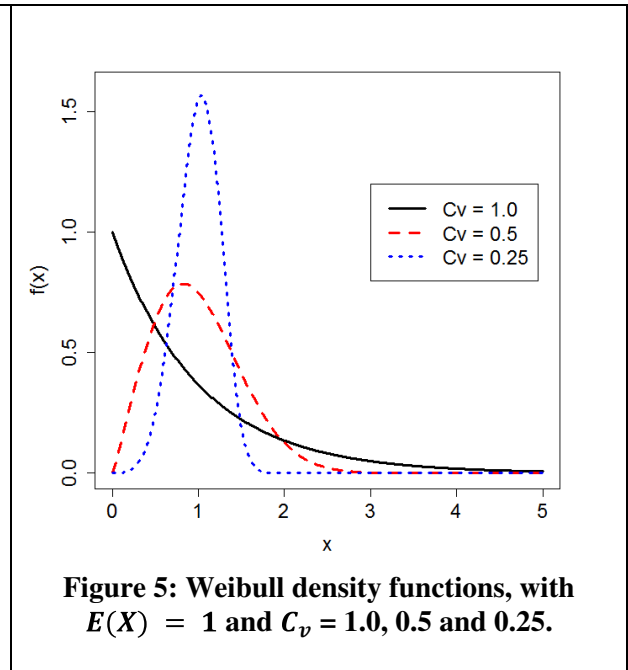 1.5
1.0
0.5
0.0
f(x)
Cv = 1.0
Cv = 0.5
Cv = 0.25
0 1 2 3 4 5
x
Figure 5: Weibull density functions, with
E(X) = 1 and Cᵥ = 1.0, 0.5 and 0.25.